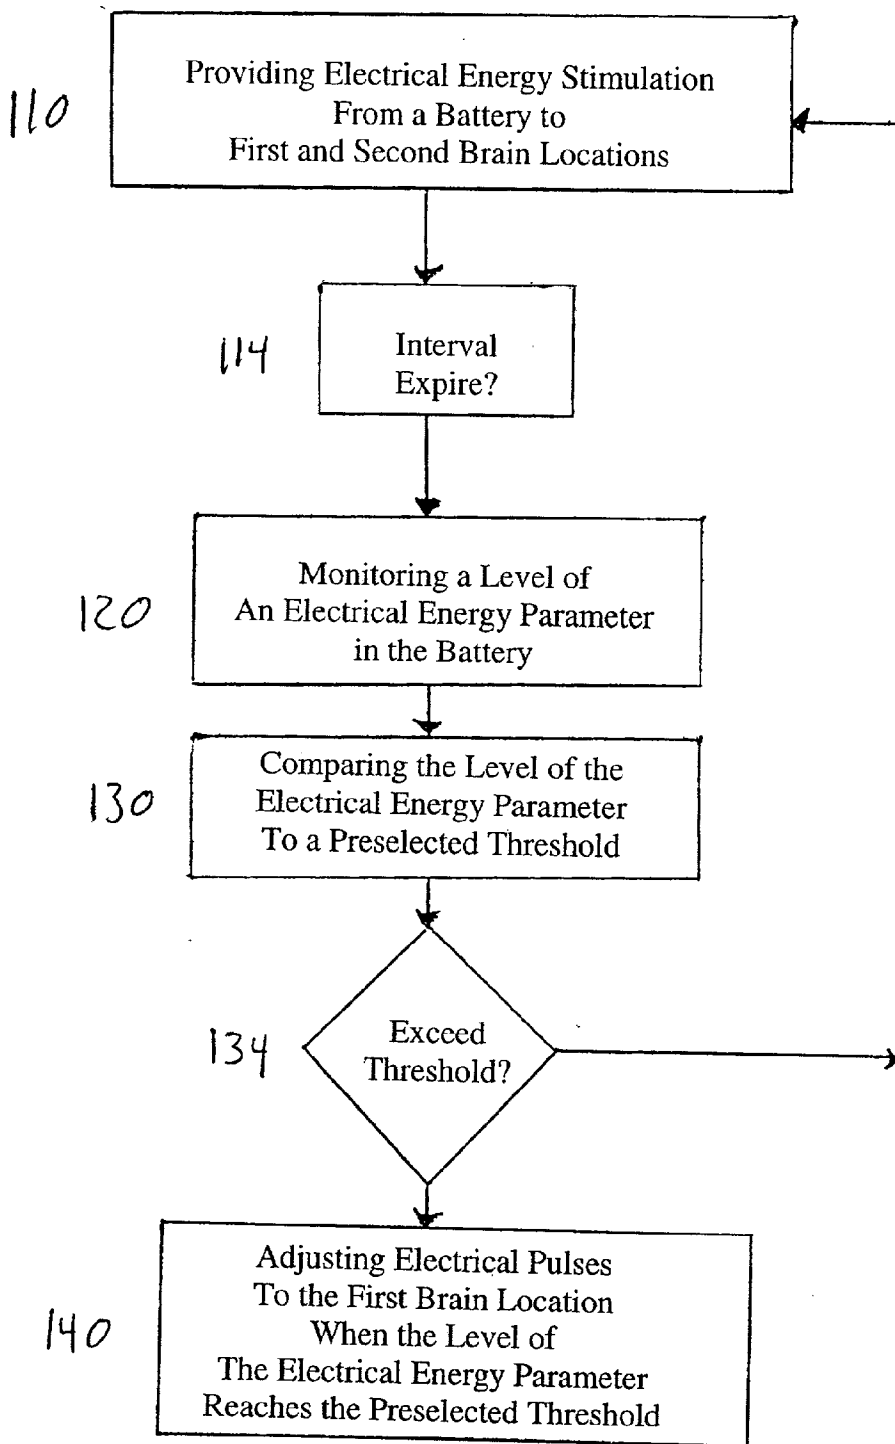 110
Providing Electrical Energy Stimulation
From a Battery to
First and Second Brain Locations
114
Interval
Expire?
120
Monitoring a Level of
An Electrical Energy Parameter
in the Battery
130
Comparing the Level of the
Electrical Energy Parameter
To a Preselected Threshold
134
Exceed
Threshold?
140
Adjusting Electrical Pulses
To the First Brain Location
When the Level of
The Electrical Energy Parameter
Reaches the Preselected Threshold